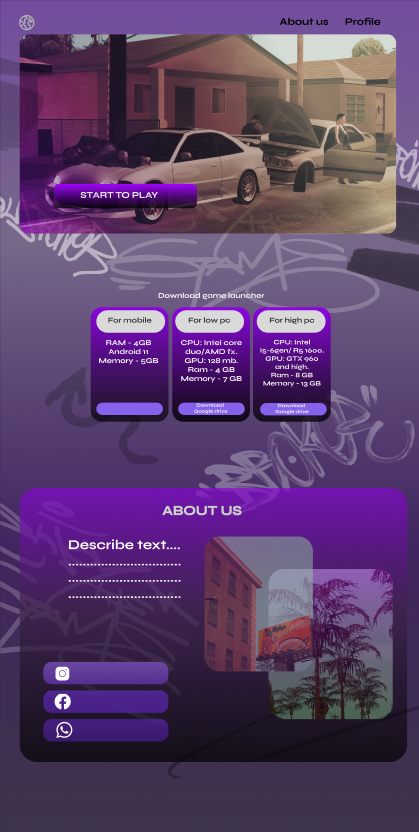 About us Profile
START TO PLAY
Download game launcher
For mobile
RAM - 4GB
Android 11
Memory - 5GB
For low pc
CPU: Intel core
duo/AMD fx.
GPU: 128 mb.
Ram - 4 GB
Memory - 7 GB
Download
Google drive
For high pc
CPU: Intel
I5-6gen/ R5 1600.
GPU: GTX 960
and high.
Ram - 8 GB
Memory - 13 GB
Download
Google drive
ABOUT US
Describe text....